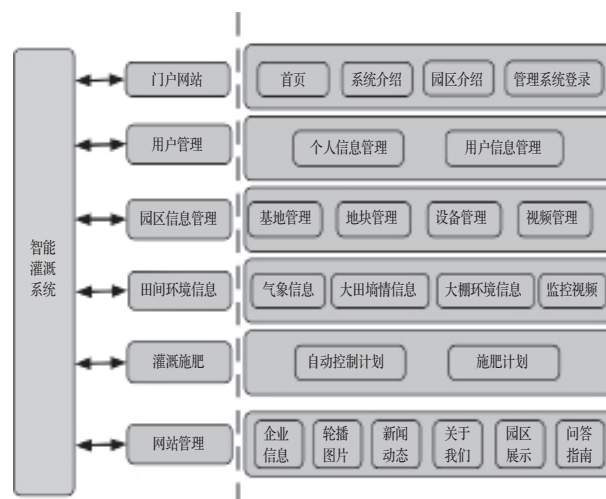 智能
灌溉
系统
门户网站
首页
系统介绍
园区介绍
管理系统登录
用户管理
个人信息管理
用户信息管理
园区信息管理
基地管理
地块管理
设备管理
视频管理
田间环境信息
气象信息
大田墒情信息
大棚环境信息
监控视频
灌溉施肥
自动控制计划
施肥计划
网站管理
企业
信息
轮播
图片
新闻
动态
关于
我们
园区
展示
问答
指南